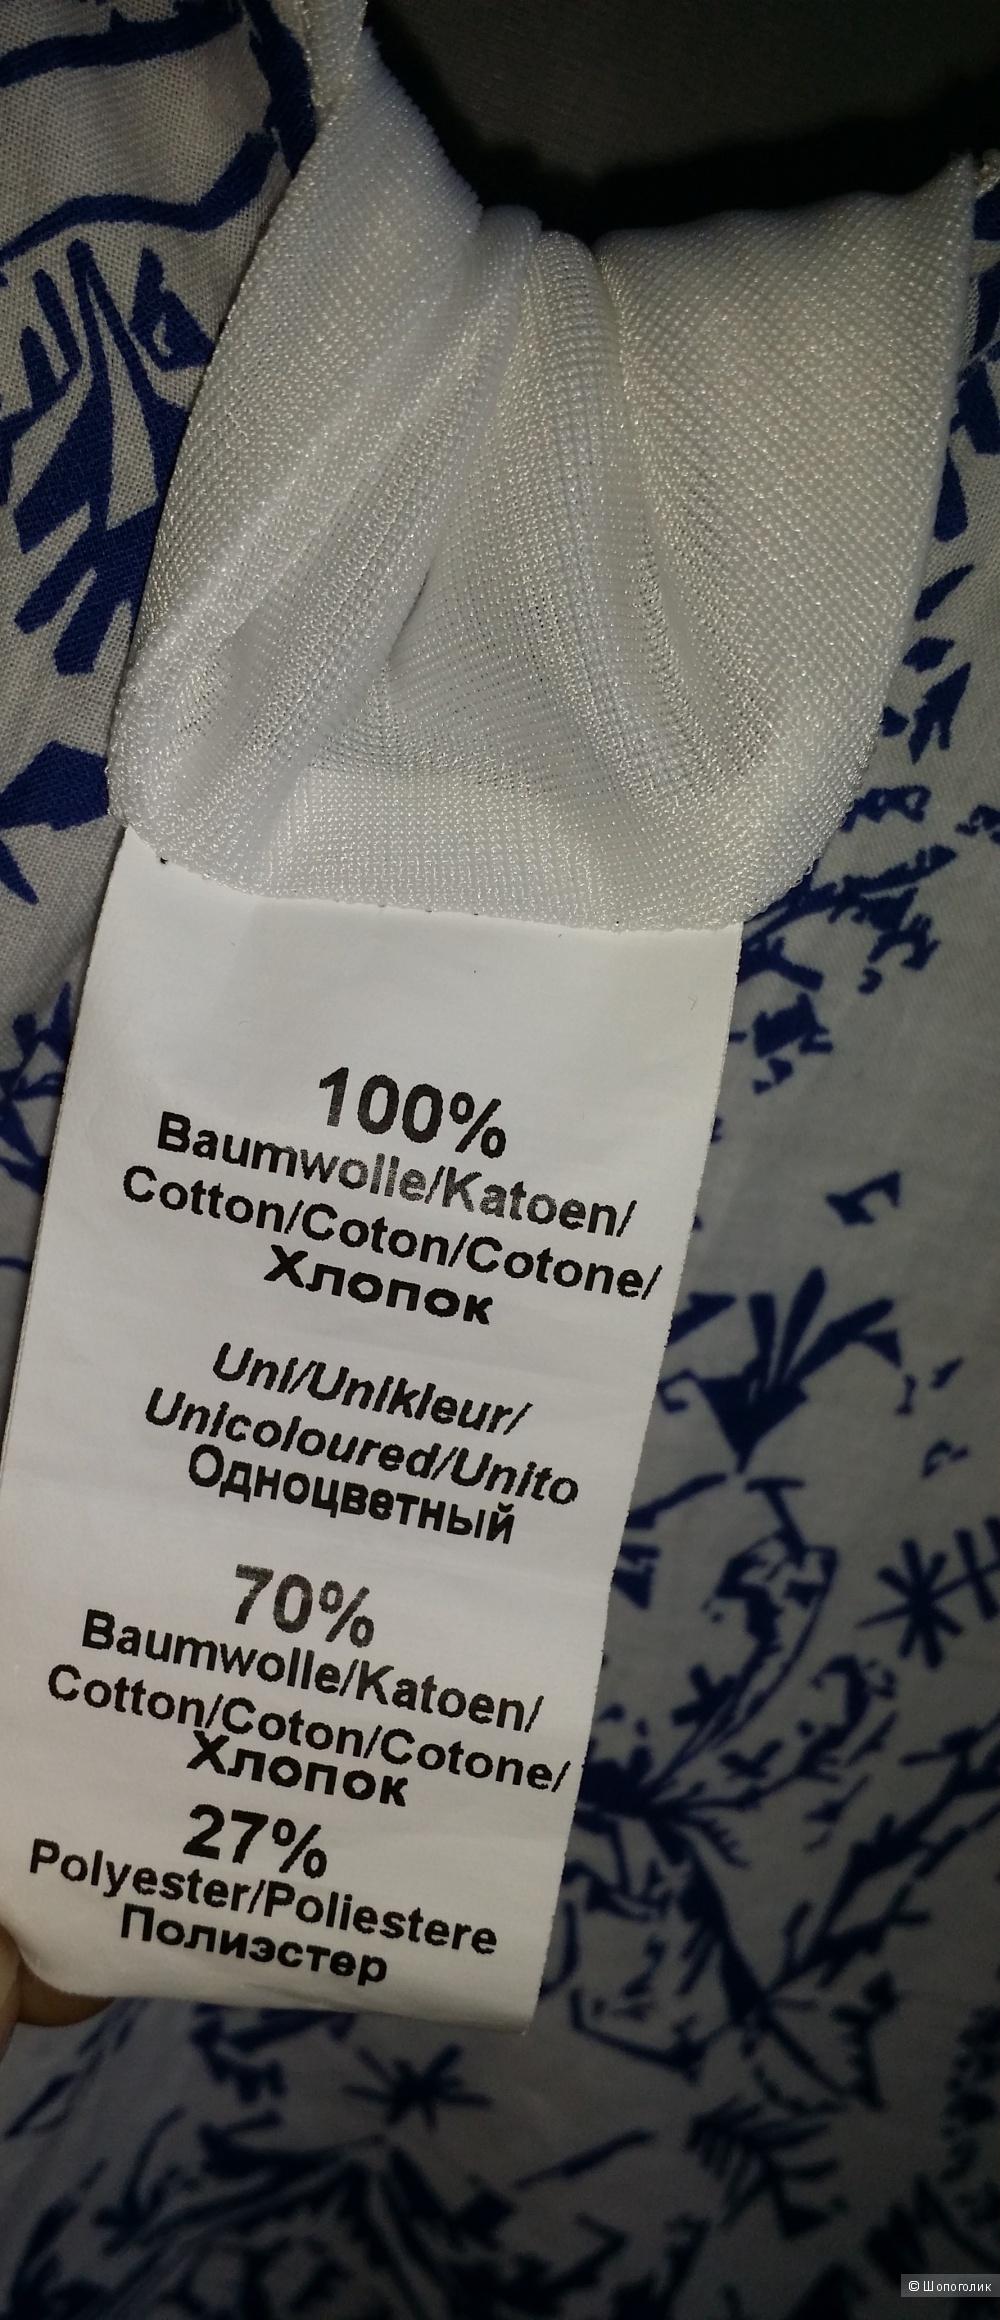 100%
Baumwolle/Katoen/
Cotton/Coton/Cotone/
Хлопок
Uni/Unikleur/
Unicoloured/Unito
Одноцветный
70%
Baumwolle/Katoen/
Cotton/Coton/Cotone/
Хлопок
27%
Polyester/Poliestere
Полиэстер
© Шопоголик